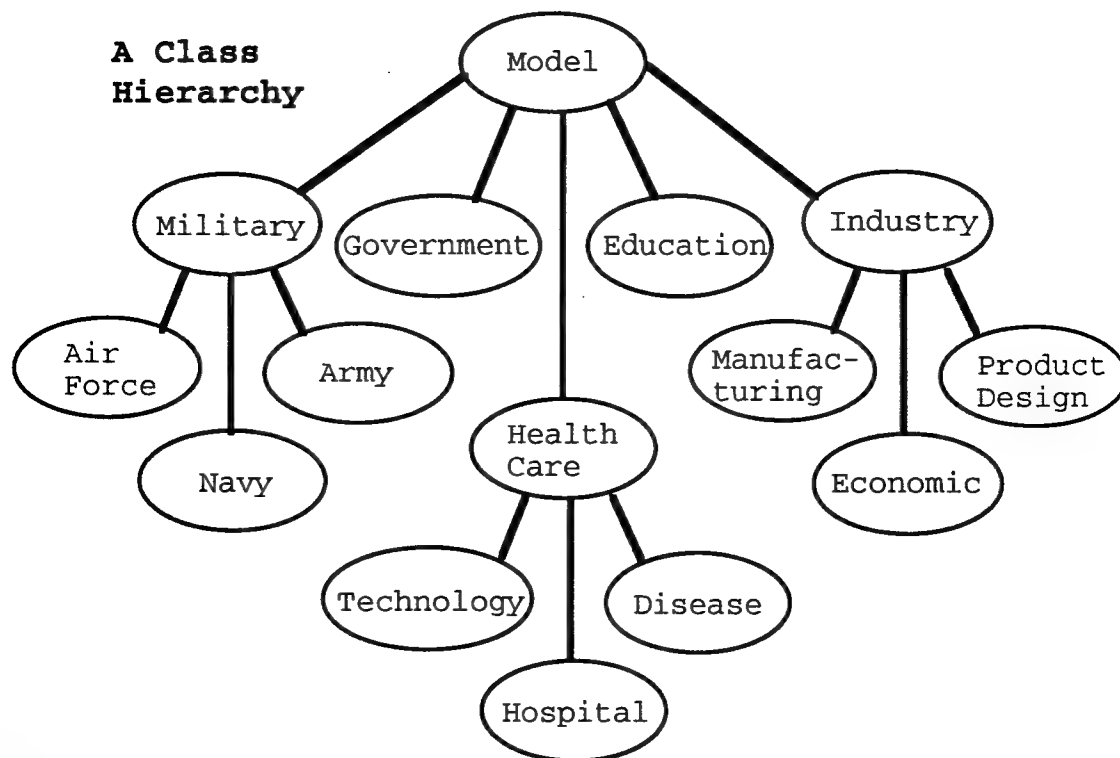 A Class
Hierarchy
Model
Military
Government
Education
Industry
Air
Force
Army
Navy
Health
Care
Manufac-
turing
Product
Design
Economic
Technology
Disease
Hospital